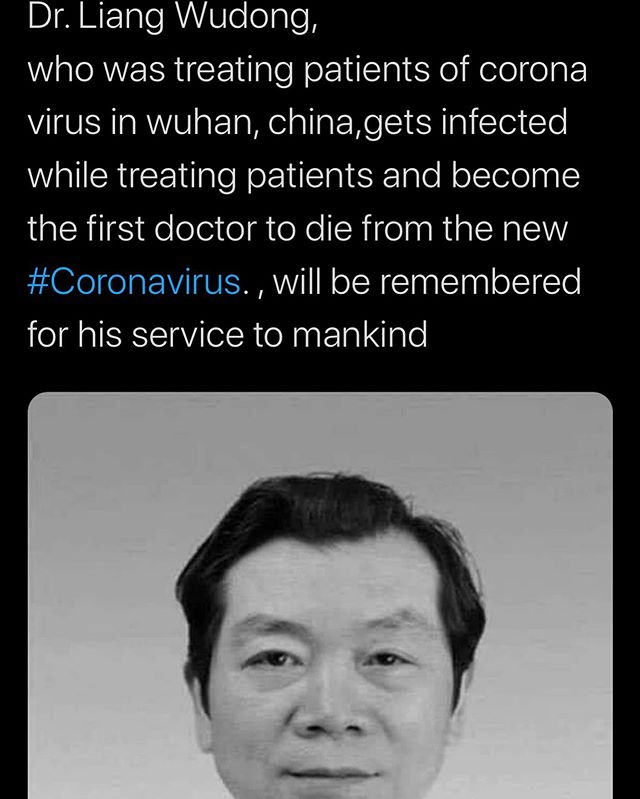 Dr. Liang Wudong,
who was treating patients of corona
virus in wuhan, china,gets infected
while treating patients and become
the first doctor to die from the new
#Coronavirus. , will be remembered
for his service to mankind